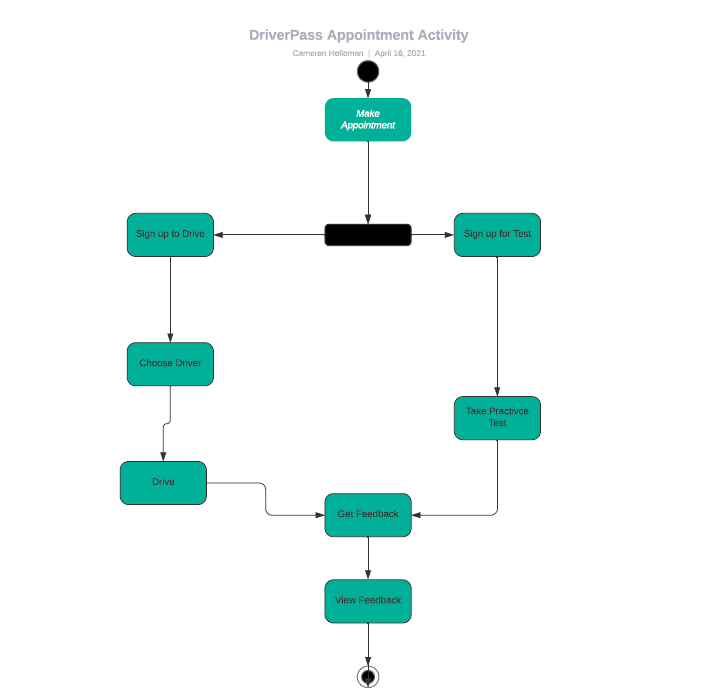 DriverPass Appointment Activity
Cameron Holloman | April 16, 2021
Make
Appointment
Sign up to Drive
Sign up for Test
Choose Driver
Take Practivce
Test
Drive
Get Feedback
View Feedback